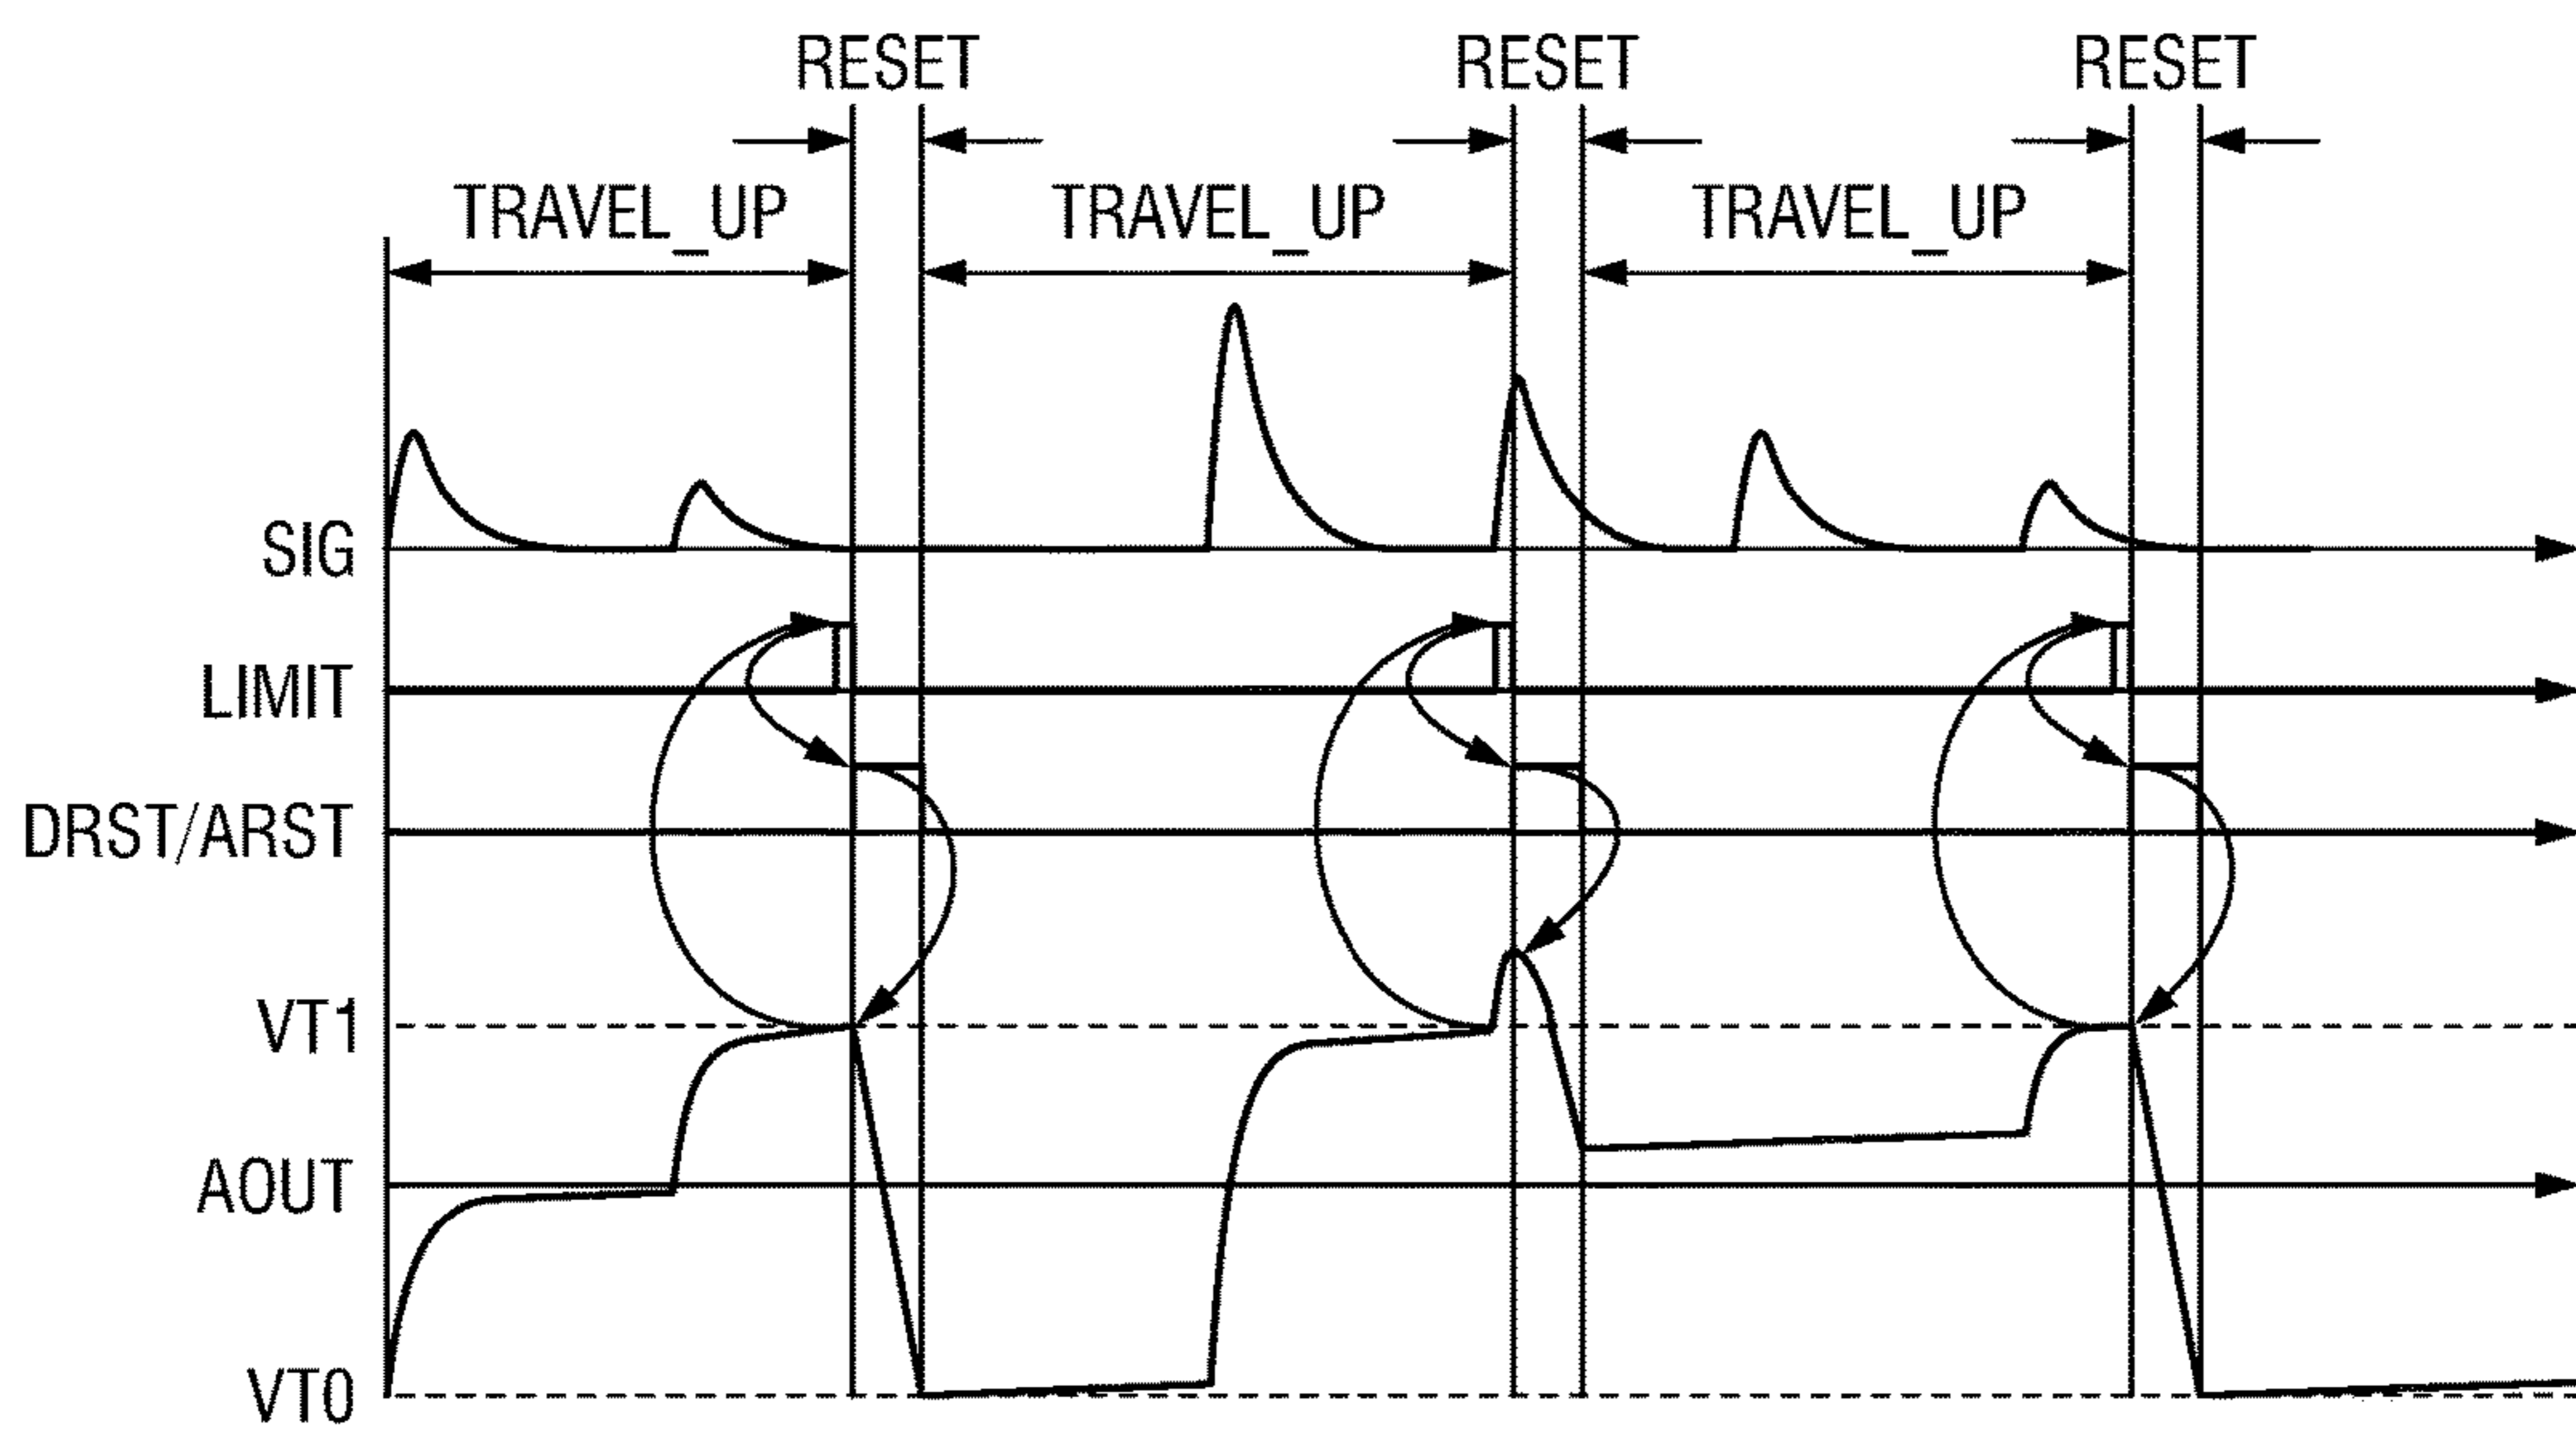 RESET RESET RESET
TRAVEL_UP TRAVEL_UP TRAVEL_UP
SIG
LIMIT
DRST/ARST
VT1
AOUT
VT0